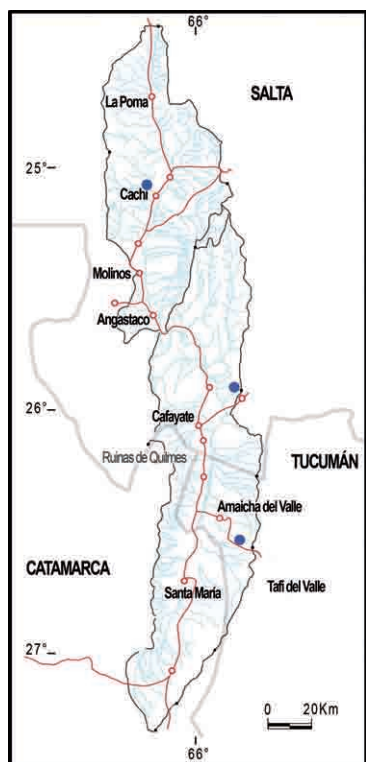 66°
SALTA
La Poma
25°
Cachi
Molinos
Angastaco
26°
Cafayate
Ruinas de Quilmes
TUCUMÁN
Amaicha del Valle
CATAMARCA
Santa María
Tafi del Valle
27°
0 20Km
66°